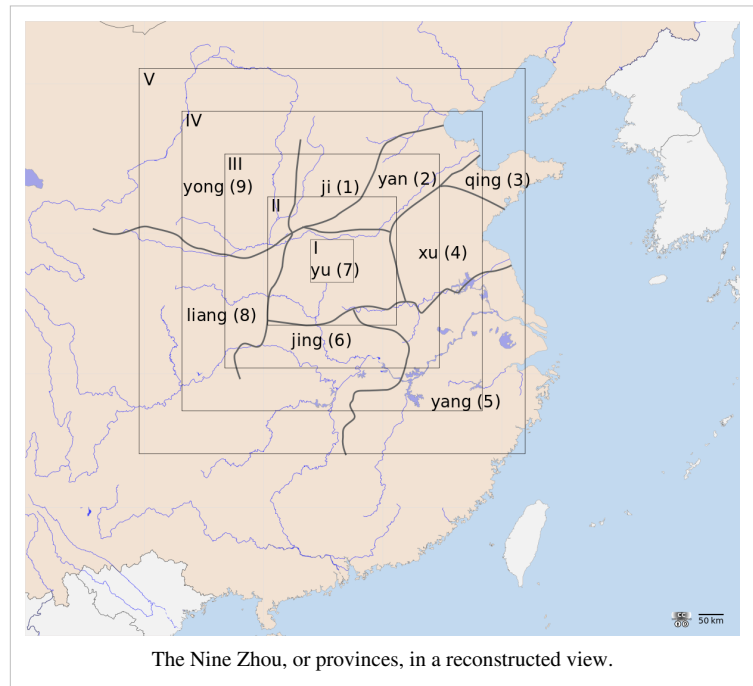 V
IV
III
yong (9)
ji (1)
yan (2)
qing (3)
II
I
yu (7)
xu (4)
liang (8)
jing (6)
yang (5)
50 km
The Nine Zhou, or provinces, in a reconstructed view.